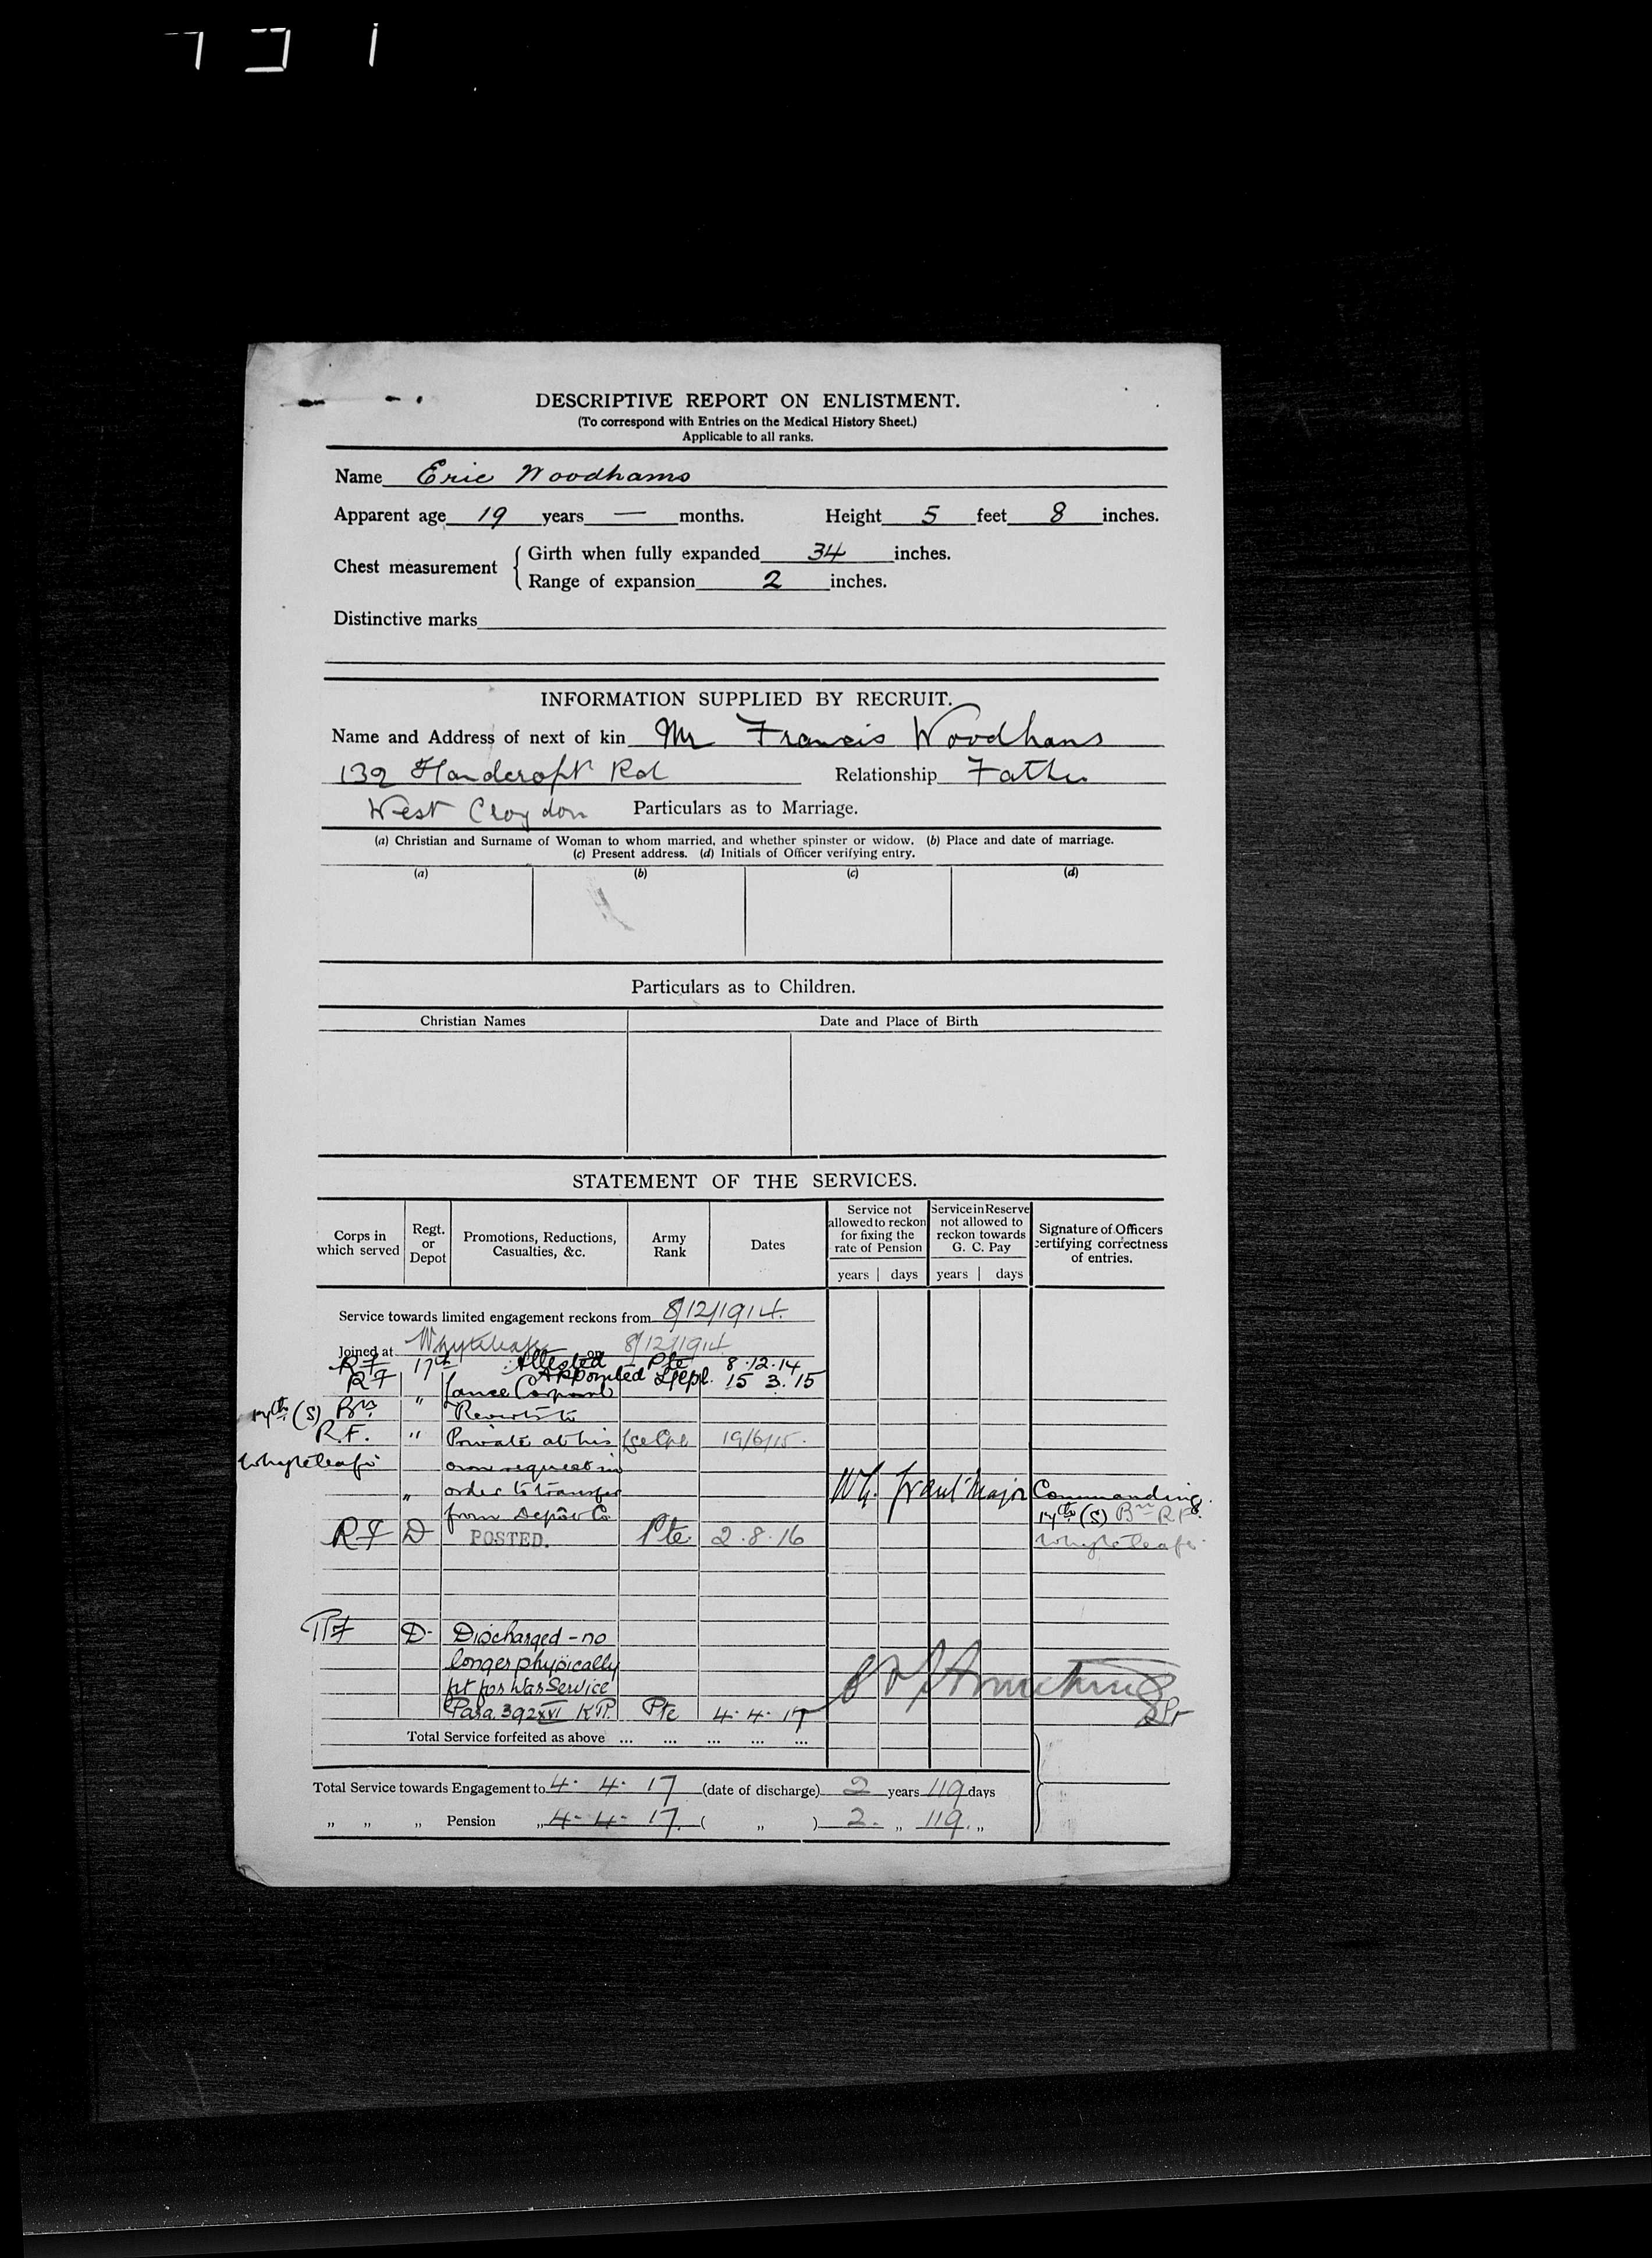 DESCRIPTIVE REPORT ON ENLISTMENT.
(To correspond with Entries on the Medical History Sheet.)
Applicable to all ranks.
Name Eric Woodhams
Apparent age 19 years — months. Height 5 feet 8 inches.
Chest measurement { Girth when fully expanded 34 inches.
Range of expansion 2 inches.
Distinctive marks
INFORMATION SUPPLIED BY RECRUIT.
Name and Address of next of kin Mr Francis Woodhams
139 Handcroft Rd Relationship Father
West Croydon Particulars as to Marriage.
(a) Christian and Surname of Woman to whom married, and whether spinster or widow. (b) Place and date of marriage.
(c) Present address. (d) Initials of Officer verifying entry.
(a) (b) (c) (d)
Particulars as to Children.
Christian Names Date and Place of Birth
STATEMENT OF THE SERVICES.
Corps in which served Regt. or Depot Promotions, Reductions, Casualties, &c. Army Rank Dates Service not allowed to reckon for fixing the rate of Pension Service in Reserve not allowed to reckon towards G. C. Pay Signature of Officers certifying correctness of entries.
years days years days
Service towards limited engagement reckons from 8/12/1914.
Joined at Whyteleafe on 8/12/1914
RF 17th Attested Pte 8.12.14
RF " Appointed Lance Corporal L/Cpl. 15 3. 15
17th (S) Bn " Reverts to
R.F. " Private at his Lce Cpl 19/6/15.
Whyteleafe own request in
" order to transfer W.G. Major Commanding.
from Depôt Co. 17th (S) Bn R.F.
RF D POSTED. Pte 2.8.16 Whyteleafe.
RF D- Discharged - no
longer physically
fit for War Service
Para. 392 XVI K.R. Pte 4.4.17
Total Service forfeited as above ... ... ... ... ...
Total Service towards Engagement to 4. 4. 17 (date of discharge) 2 years 119 days
„ „ „ Pension „ 4-4-17. ( „ ) 2. „ 119. „